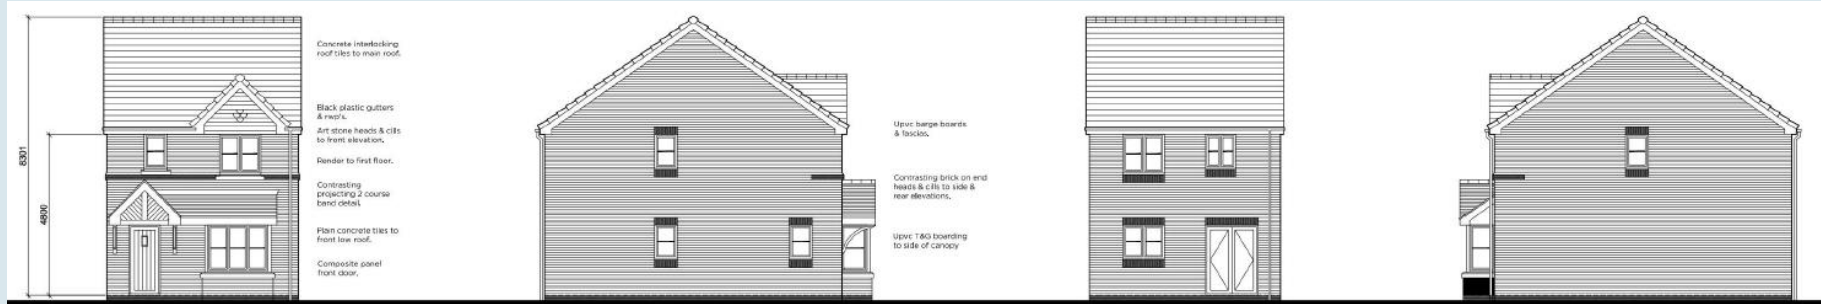 8301
4800
Concrete interlocking
roof tiles to main roof.
Black plastic gutters
& rwp's.
Art stone heads & cills
to front elevation.
Render to first floor.
Contrasting
projecting 2 course
band detail.
Plain concrete tiles to
front low roof.
Composite panel
front door.
Upvc barge boards
& fascias.
Contrasting brick on end
heads & cills to side &
rear elevations.
Upvc T&G boarding
to side of canopy